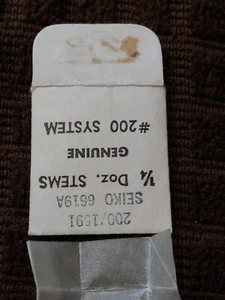 200/1591
SEIKO 6619A
¼ Doz. STEMS
GENUINE
#200 SYSTEM